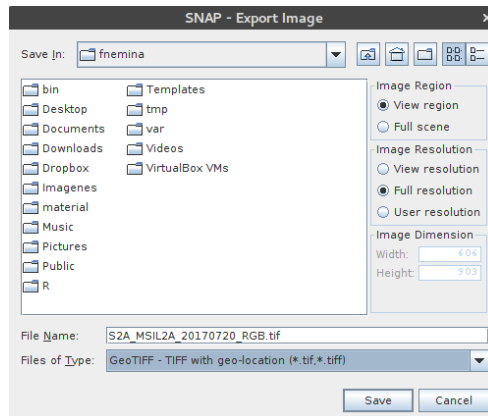 SNAP - Export Image
Save In: fnemina
bin
Desktop
Documents
Downloads
Dropbox
Imagenes
material
Music
Pictures
Public
R
Templates
tmp
var
Videos
VirtualBox VMs
Image Region
View region
Full scene
Image Resolution
View resolution
Full resolution
User resolution
Image Dimension
Width: 606
Height: 903
File Name: S2A_MSIL2A_20170720_RGB.tif
Files of Type: GeoTIFF - TIFF with geo-location (*.tif,*.tiff)
Save Cancel